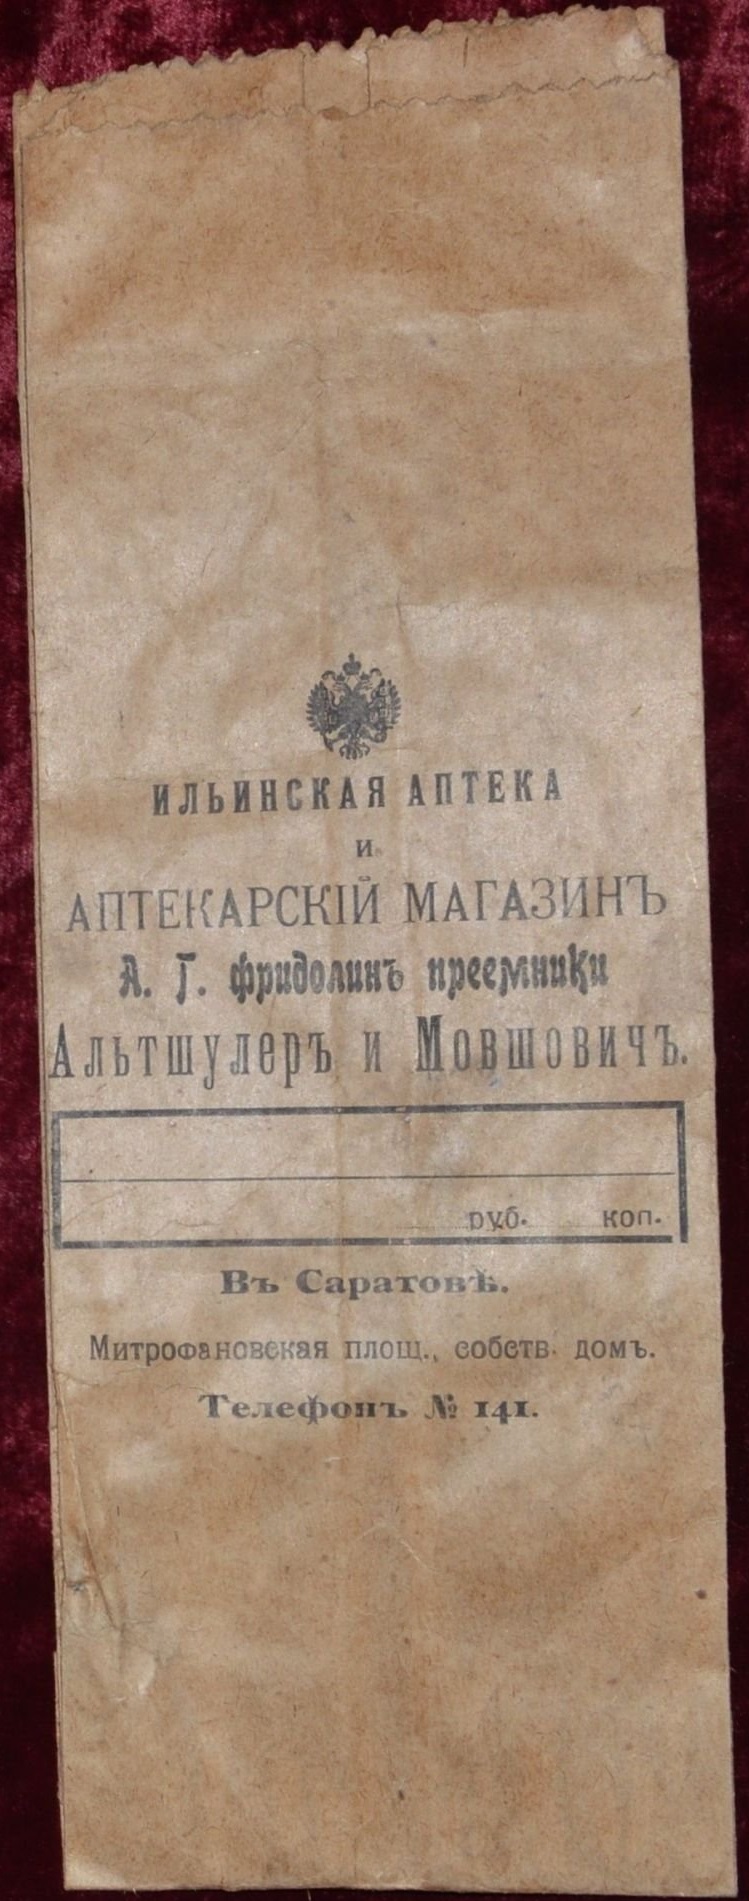 ИЛЬИНСКАЯ АПТЕКА
и
АПТЕКАРСКІЙ МАГАЗИНЪ
А. Г. Фридолинъ преемники
Альтшулеръ и Мовшовичъ.
руб. коп.
Въ Саратовѣ.
Митрофановская площ., собств. домъ.
Телефонъ № 141.